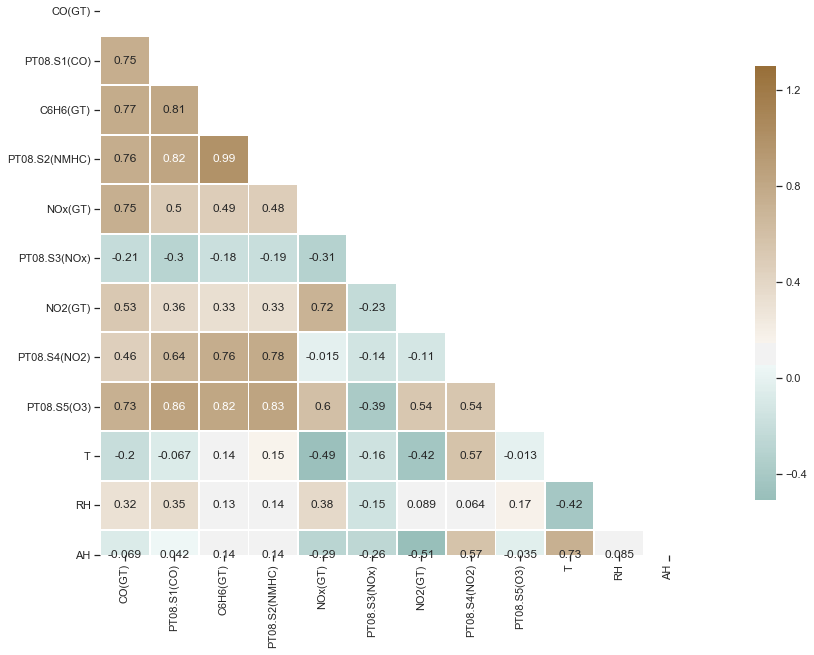 CO(GT)
PT08.S1(CO) 0.75
C6H6(GT) 0.77 0.81
PT08.S2(NMHC) 0.76 0.82 0.99
NOx(GT) 0.75 0.5 0.49 0.48
PT08.S3(NOx) -0.21 -0.3 -0.18 -0.19 -0.31
NO2(GT) 0.53 0.36 0.33 0.33 0.72 -0.23
PT08.S4(NO2) 0.46 0.64 0.76 0.78 -0.015 -0.14 -0.11
PT08.S5(O3) 0.73 0.86 0.82 0.83 0.6 -0.39 0.54 0.54
T -0.2 -0.067 0.14 0.15 -0.49 -0.16 -0.42 0.57 -0.013
RH 0.32 0.35 0.13 0.14 0.38 -0.15 0.089 0.064 0.17 -0.42
AH -0.069 0.042 0.14 0.14 -0.29 -0.26 -0.51 0.57 -0.035 0.73 0.085
CO(GT) PT08.S1(CO) C6H6(GT) PT08.S2(NMHC) NOx(GT) PT08.S3(NOx) NO2(GT) PT08.S4(NO2) PT08.S5(O3) T RH AH
1.2
0.8
0.4
0.0
-0.4